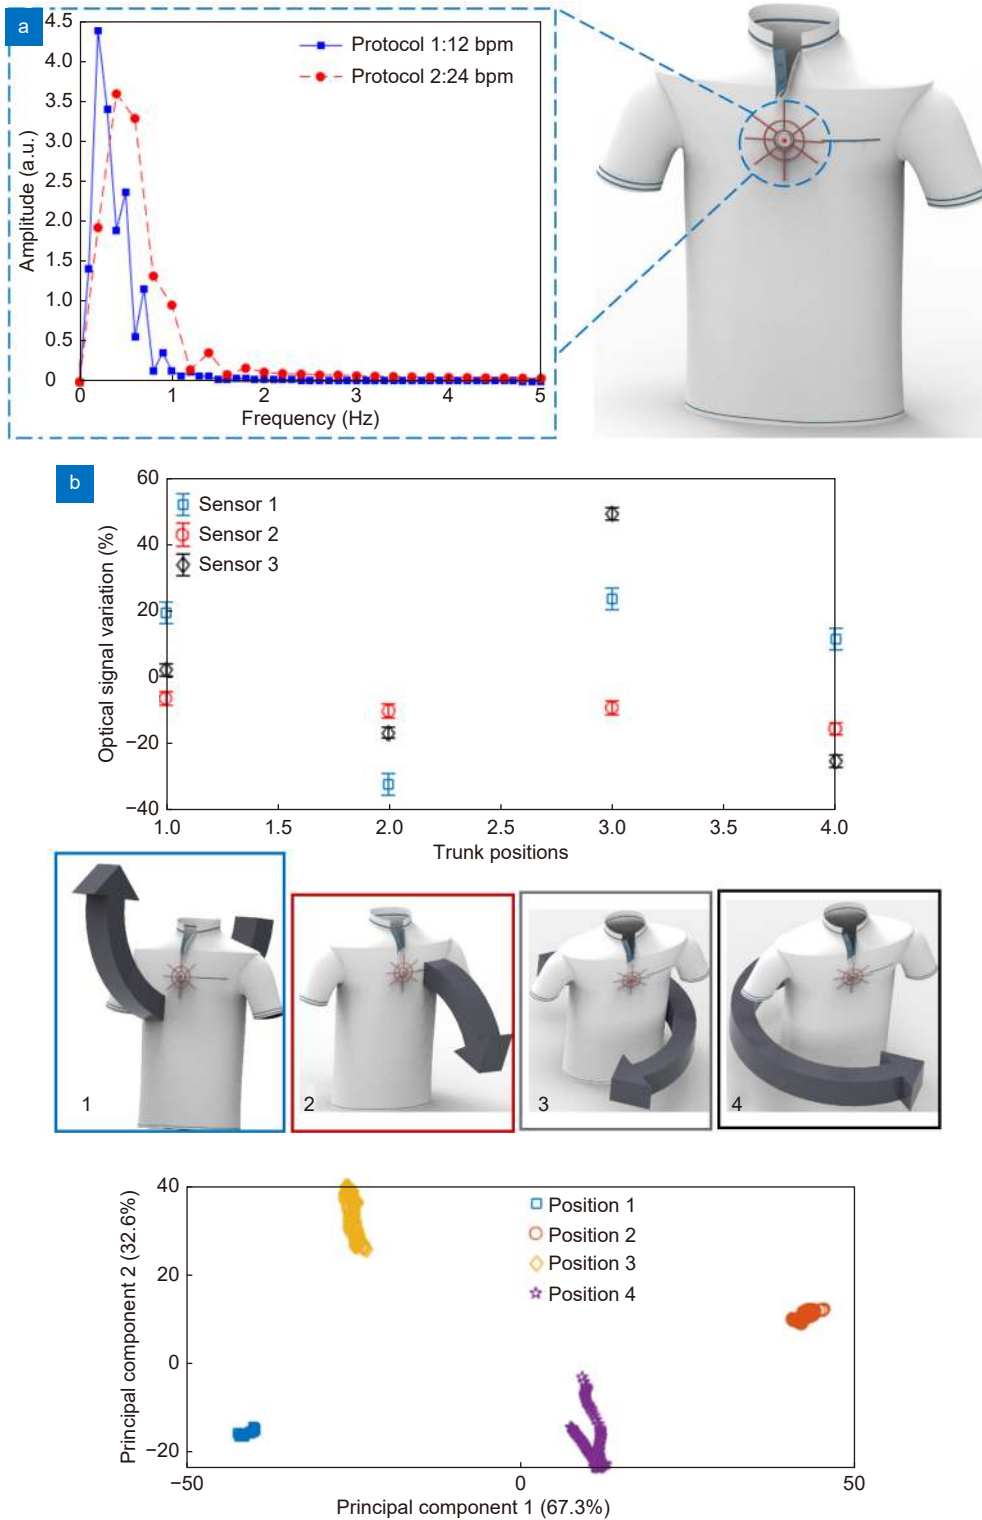 a
4.5
4.0
3.5
3.0
2.5
2.0
1.5
1.0
0.5
0
Amplitude (a.u.)
Protocol 1:12 bpm
Protocol 2:24 bpm
0 1 2 3 4 5
Frequency (Hz)
b
60
40
20
0
−20
−40
Optical signal variation (%)
Sensor 1
Sensor 2
Sensor 3
1.0 1.5 2.0 2.5 3.0 3.5 4.0
Trunk positions
1 2 3 4
40
20
0
−20
Principal component 2 (32.6%)
Position 1
Position 2
Position 3
Position 4
−50 0 50
Principal component 1 (67.3%)